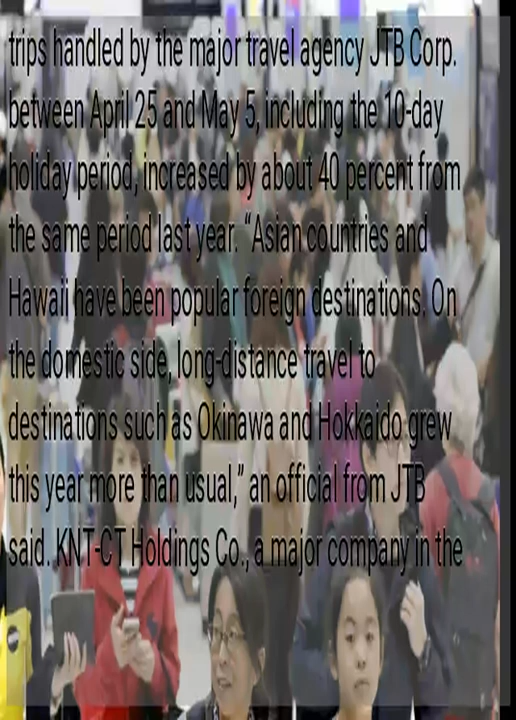 trips handled by the major travel agency JTB Corp.
between April 25 and May 5, including the 10-day
holiday period, increased by about 40 percent from
the same period last year. “Asian countries and
Hawaii have been popular foreign destinations. On
the domestic side, long-distance travel to
destinations such as Okinawa and Hokkaido grew
this year more than usual,” an official from JTB
said. KNT-CT Holdings Co., a major company in the